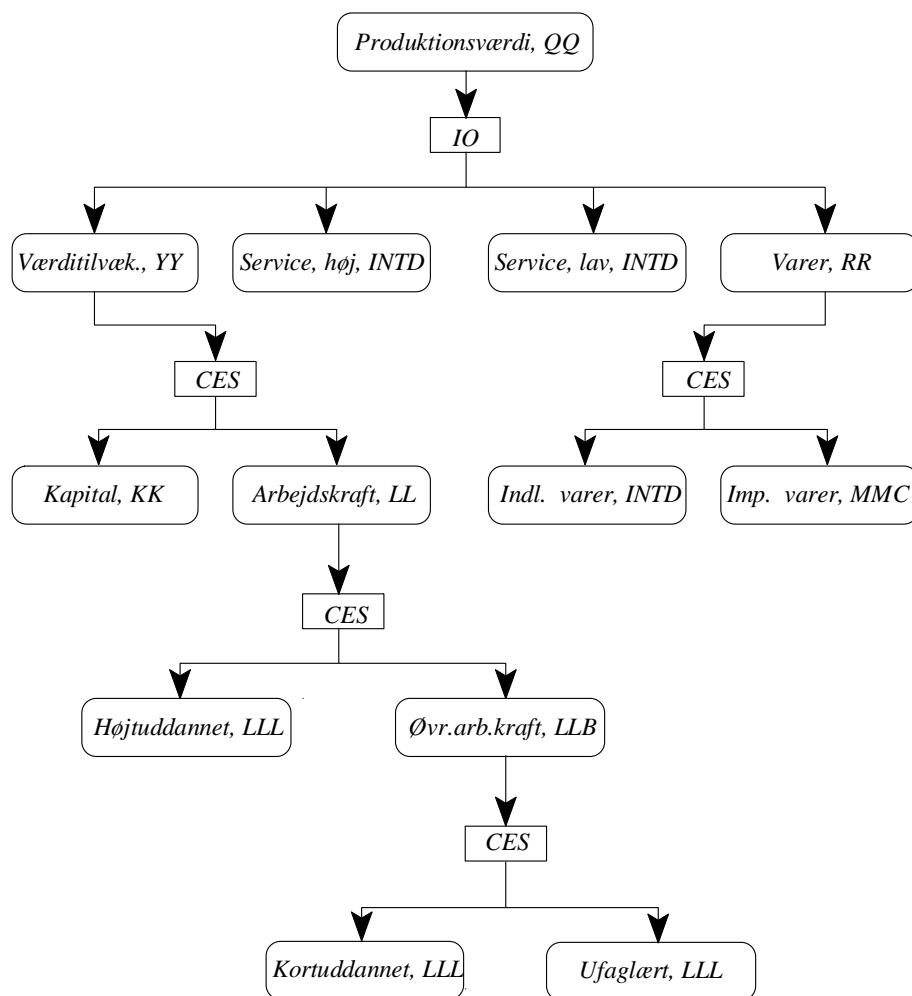 Produktionsværdi, QQ
IO
Værditilvæk., YY
Service, høj, INTD
Service, lav, INTD
Varer, RR
CES
CES
Kapital, KK
Arbejdskraft, LL
Indl. varer, INTD
Imp. varer, MMC
CES
Højtuddannet, LLL
Øvr.arb.kraft, LLB
CES
Kortuddannet, LLL
Ufaglært, LLL